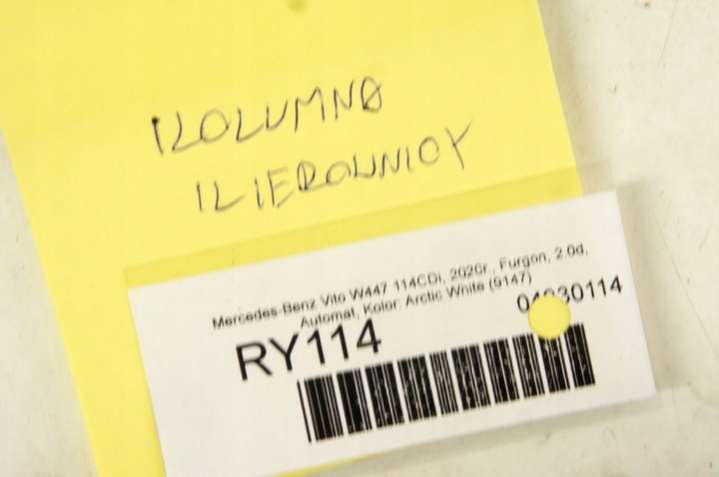 KOLUMNA
KIEROWNICY
Mercedes-Benz Vito W447 114CDi, 2020r., Furgon, 2.0d,
Automat, Kolor: Arctic White (9147)
RY114